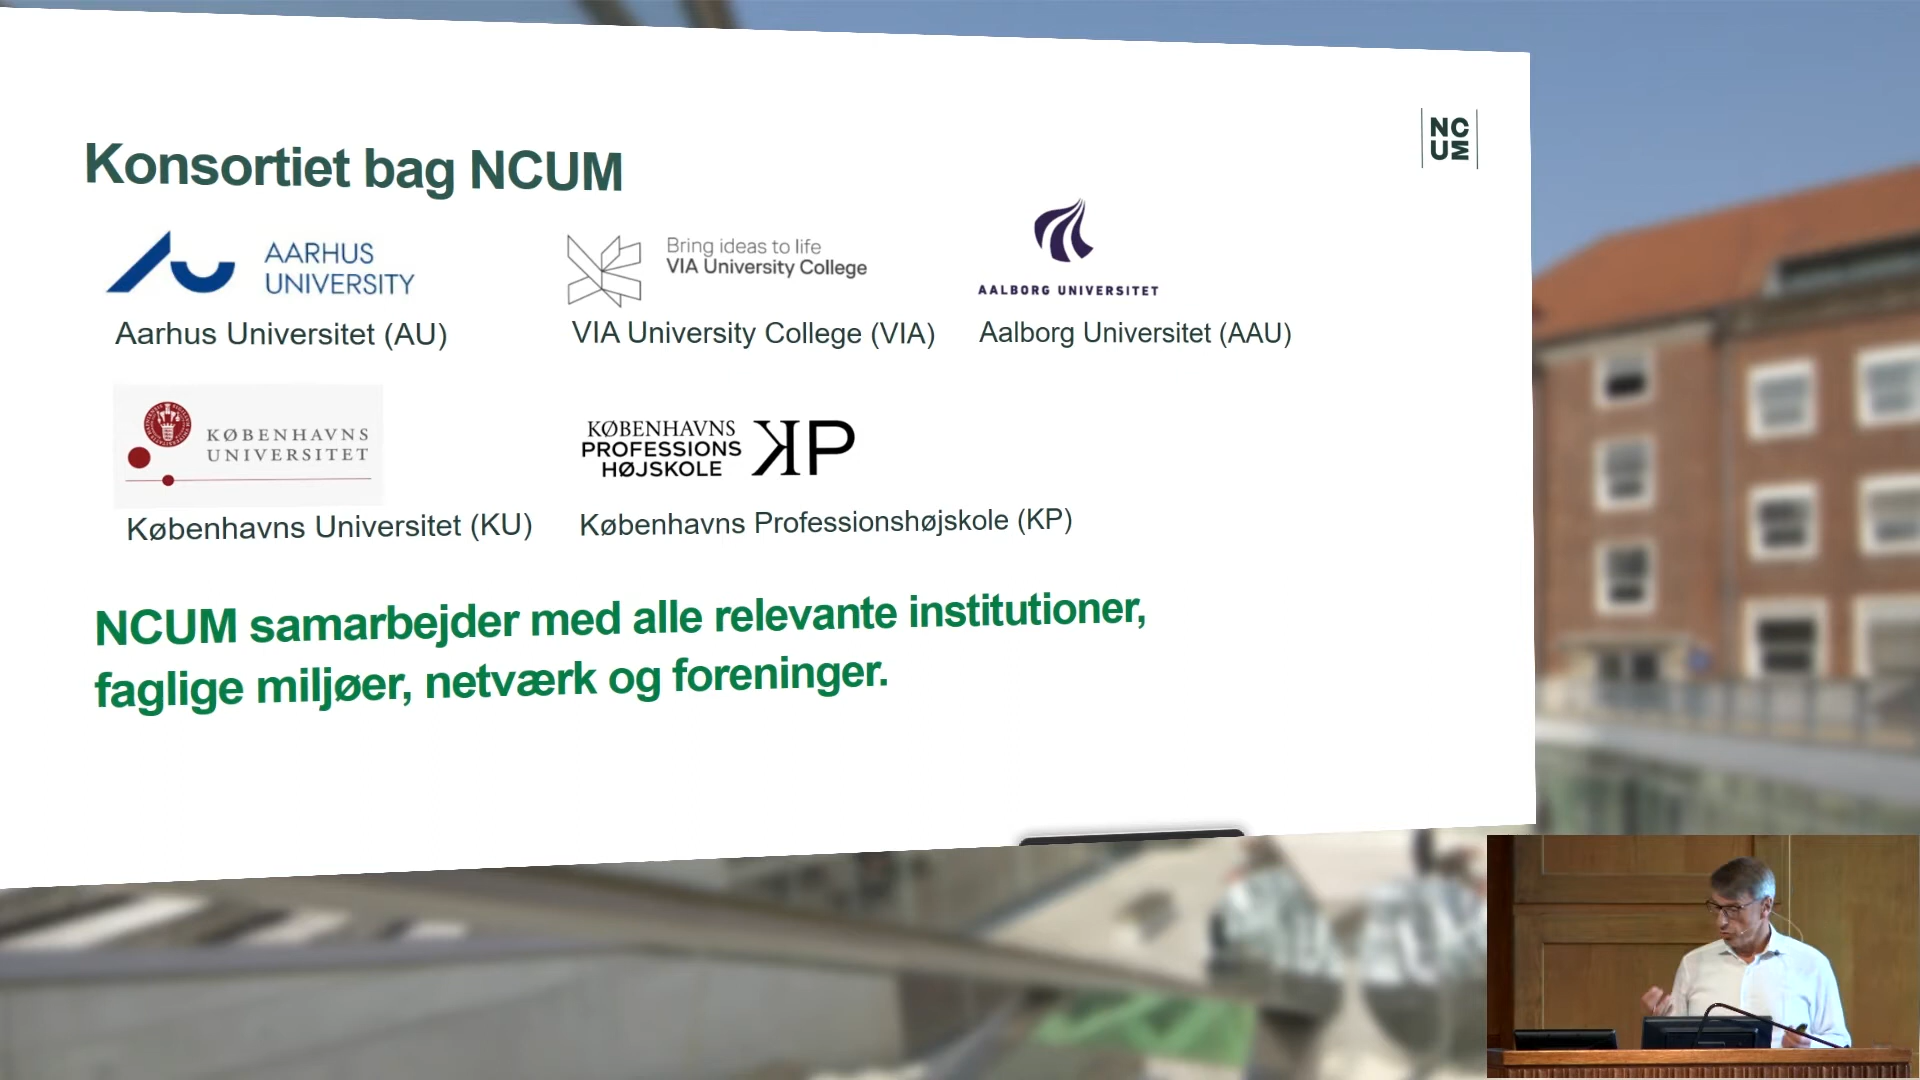 NC
UM
Konsortiet bag NCUM
AARHUS
UNIVERSITY
Bring ideas to life
VIA University College
AALBORG UNIVERSITET
Aarhus Universitet (AU)
VIA University College (VIA)
Aalborg Universitet (AAU)
KØBENHAVNS
UNIVERSITET
KØBENHAVNS
PROFESSIONS
HØJSKOLE
KP
Københavns Universitet (KU)
Københavns Professionshøjskole (KP)
NCUM samarbejder med alle relevante institutioner,
faglige miljøer, netværk og foreninger.